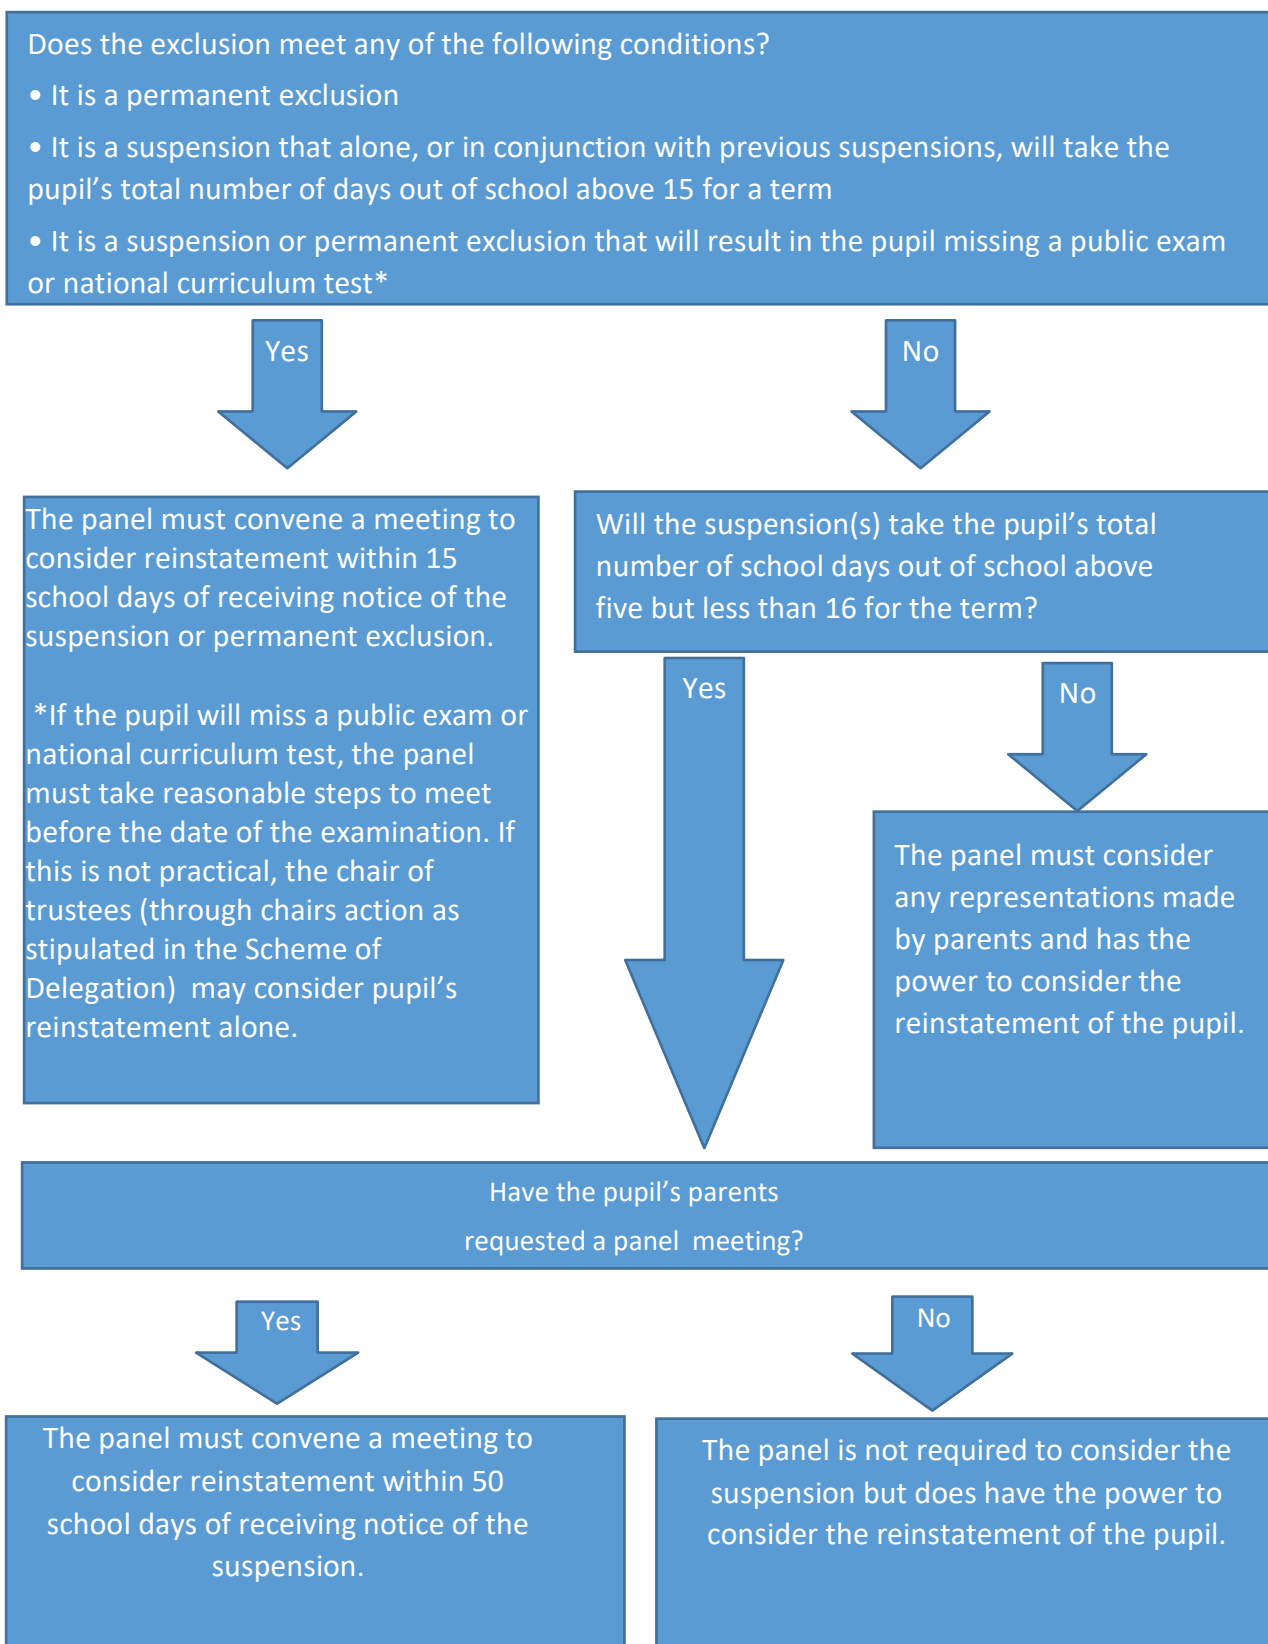 Does the exclusion meet any of the following conditions?
• It is a permanent exclusion
• It is a suspension that alone, or in conjunction with previous suspensions, will take the
pupil’s total number of days out of school above 15 for a term
• It is a suspension or permanent exclusion that will result in the pupil missing a public exam
or national curriculum test*
Yes
No
The panel must convene a meeting to
consider reinstatement within 15
school days of receiving notice of the
suspension or permanent exclusion.
*If the pupil will miss a public exam or
national curriculum test, the panel
must take reasonable steps to meet
before the date of the examination. If
this is not practical, the chair of
trustees (through chairs action as
stipulated in the Scheme of
Delegation)  may consider pupil’s
reinstatement alone.
Will the suspension(s) take the pupil’s total
number of school days out of school above
five but less than 16 for the term?
Yes
No
The panel must consider
any representations made
by parents and has the
power to consider the
reinstatement of the pupil.
Have the pupil’s parents
requested a panel  meeting?
Yes
No
The panel must convene a meeting to
consider reinstatement within 50
school days of receiving notice of the
suspension.
The panel is not required to consider the
suspension but does have the power to
consider the reinstatement of the pupil.